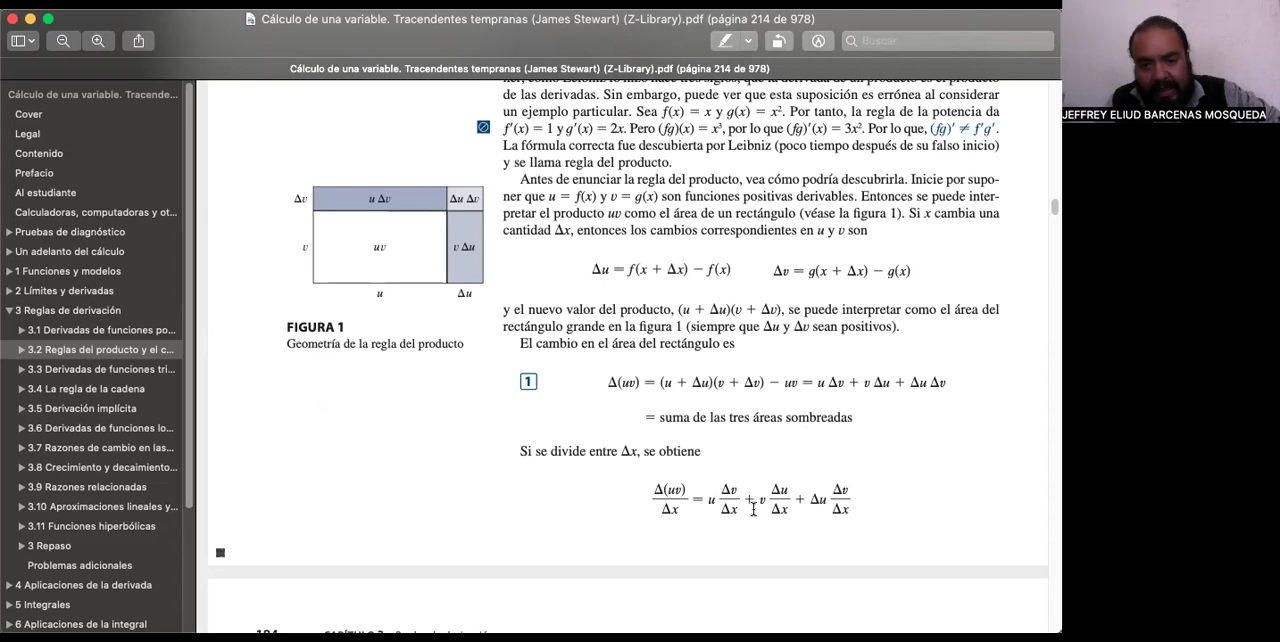 Cálculo de una variable. Tracendentes tempranas (James Stewart) (Z-Library).pdf (página 214 de 978)
Buscar
Cálculo de una variable. Tracendentes tempranas (James Stewart) (Z-Library).pdf (página 214 de 978)
Cálculo de una variable. Tracende...
Cover
Legal
Contenido
Prefacio
Al estudiante
Calculadoras, computadoras y ot...
Pruebas de diagnóstico
Un adelanto del cálculo
1 Funciones y modelos
2 Límites y derivadas
3 Reglas de derivación
3.1 Derivadas de funciones po...
3.2 Reglas del producto y el c...
3.3 Derivadas de funciones tri...
3.4 La regla de la cadena
3.5 Derivación implícita
3.6 Derivadas de funciones lo...
3.7 Razones de cambio en las...
3.8 Crecimiento y decaimiento...
3.9 Razones relacionadas
3.10 Aproximaciones lineales y...
3.11 Funciones hiperbólicas
3 Repaso
Problemas adicionales
4 Aplicaciones de la derivada
5 Integrales
6 Aplicaciones de la integral
Δv u Δv Δu Δv
v uv v Δu
u Δu
FIGURA 1
Geometría de la regla del producto
que la derivada de un producto es el producto
de las derivadas. Sin embargo, puede ver que esta suposición es errónea al considerar
un ejemplo particular. Sea f(x) = x y g(x) = x². Por tanto, la regla de la potencia da
f′(x) = 1 y g′(x) = 2x. Pero (fg)(x) = x³, por lo que (fg)′(x) = 3x². Por lo que, (fg)′ ≠ f′g′.
La fórmula correcta fue descubierta por Leibniz (poco tiempo después de su falso inicio)
y se llama regla del producto.
Antes de enunciar la regla del producto, vea cómo podría descubrirla. Inicie por supo-
ner que u = f(x) y v = g(x) son funciones positivas derivables. Entonces se puede inter-
pretar el producto uv como el área de un rectángulo (véase la figura 1). Si x cambia una
cantidad Δx, entonces los cambios correspondientes en u y v son
Δu = f(x + Δx) − f(x) Δv = g(x + Δx) − g(x)
y el nuevo valor del producto, (u + Δu)(v + Δv), se puede interpretar como el área del
rectángulo grande en la figura 1 (siempre que Δu y Δv sean positivos).
El cambio en el área del rectángulo es
1 Δ(uv) = (u + Δu)(v + Δv) − uv = u Δv + v Δu + Δu Δv
= suma de las tres áreas sombreadas
Si se divide entre Δx, se obtiene
Δ(uv)/Δx = u Δv/Δx + v Δu/Δx + Δu Δv/Δx
JEFFREY ELIUD BARCENAS MOSQUEDA